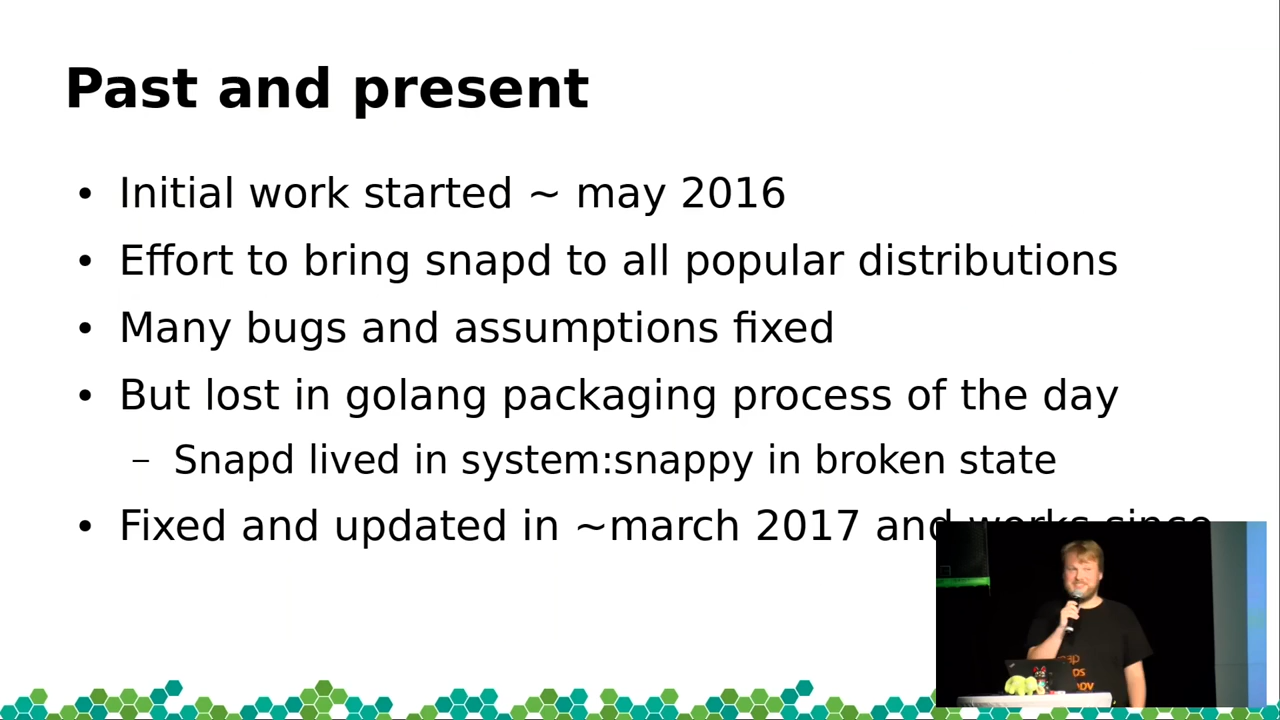 Past and present
• Initial work started ~ may 2016
• Effort to bring snapd to all popular distributions
• Many bugs and assumptions fixed
• But lost in golang packaging process of the day
– Snapd lived in system:snappy in broken state
• Fixed and updated in ~march 2017 and works since